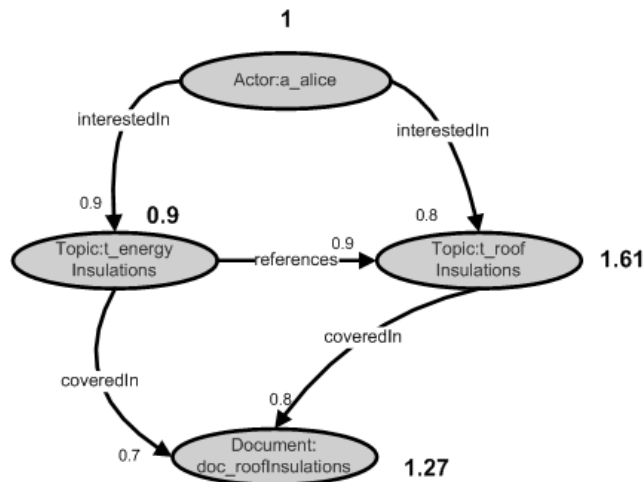 1
Actor:a_alice
interestedIn
interestedIn
0.9
0.9
0.8
Topic:t_energy
Insulations
references
0.9
Topic:t_roof
Insulations
1.61
coveredIn
coveredIn
0.8
0.7
Document:
doc_roofInsulations
1.27